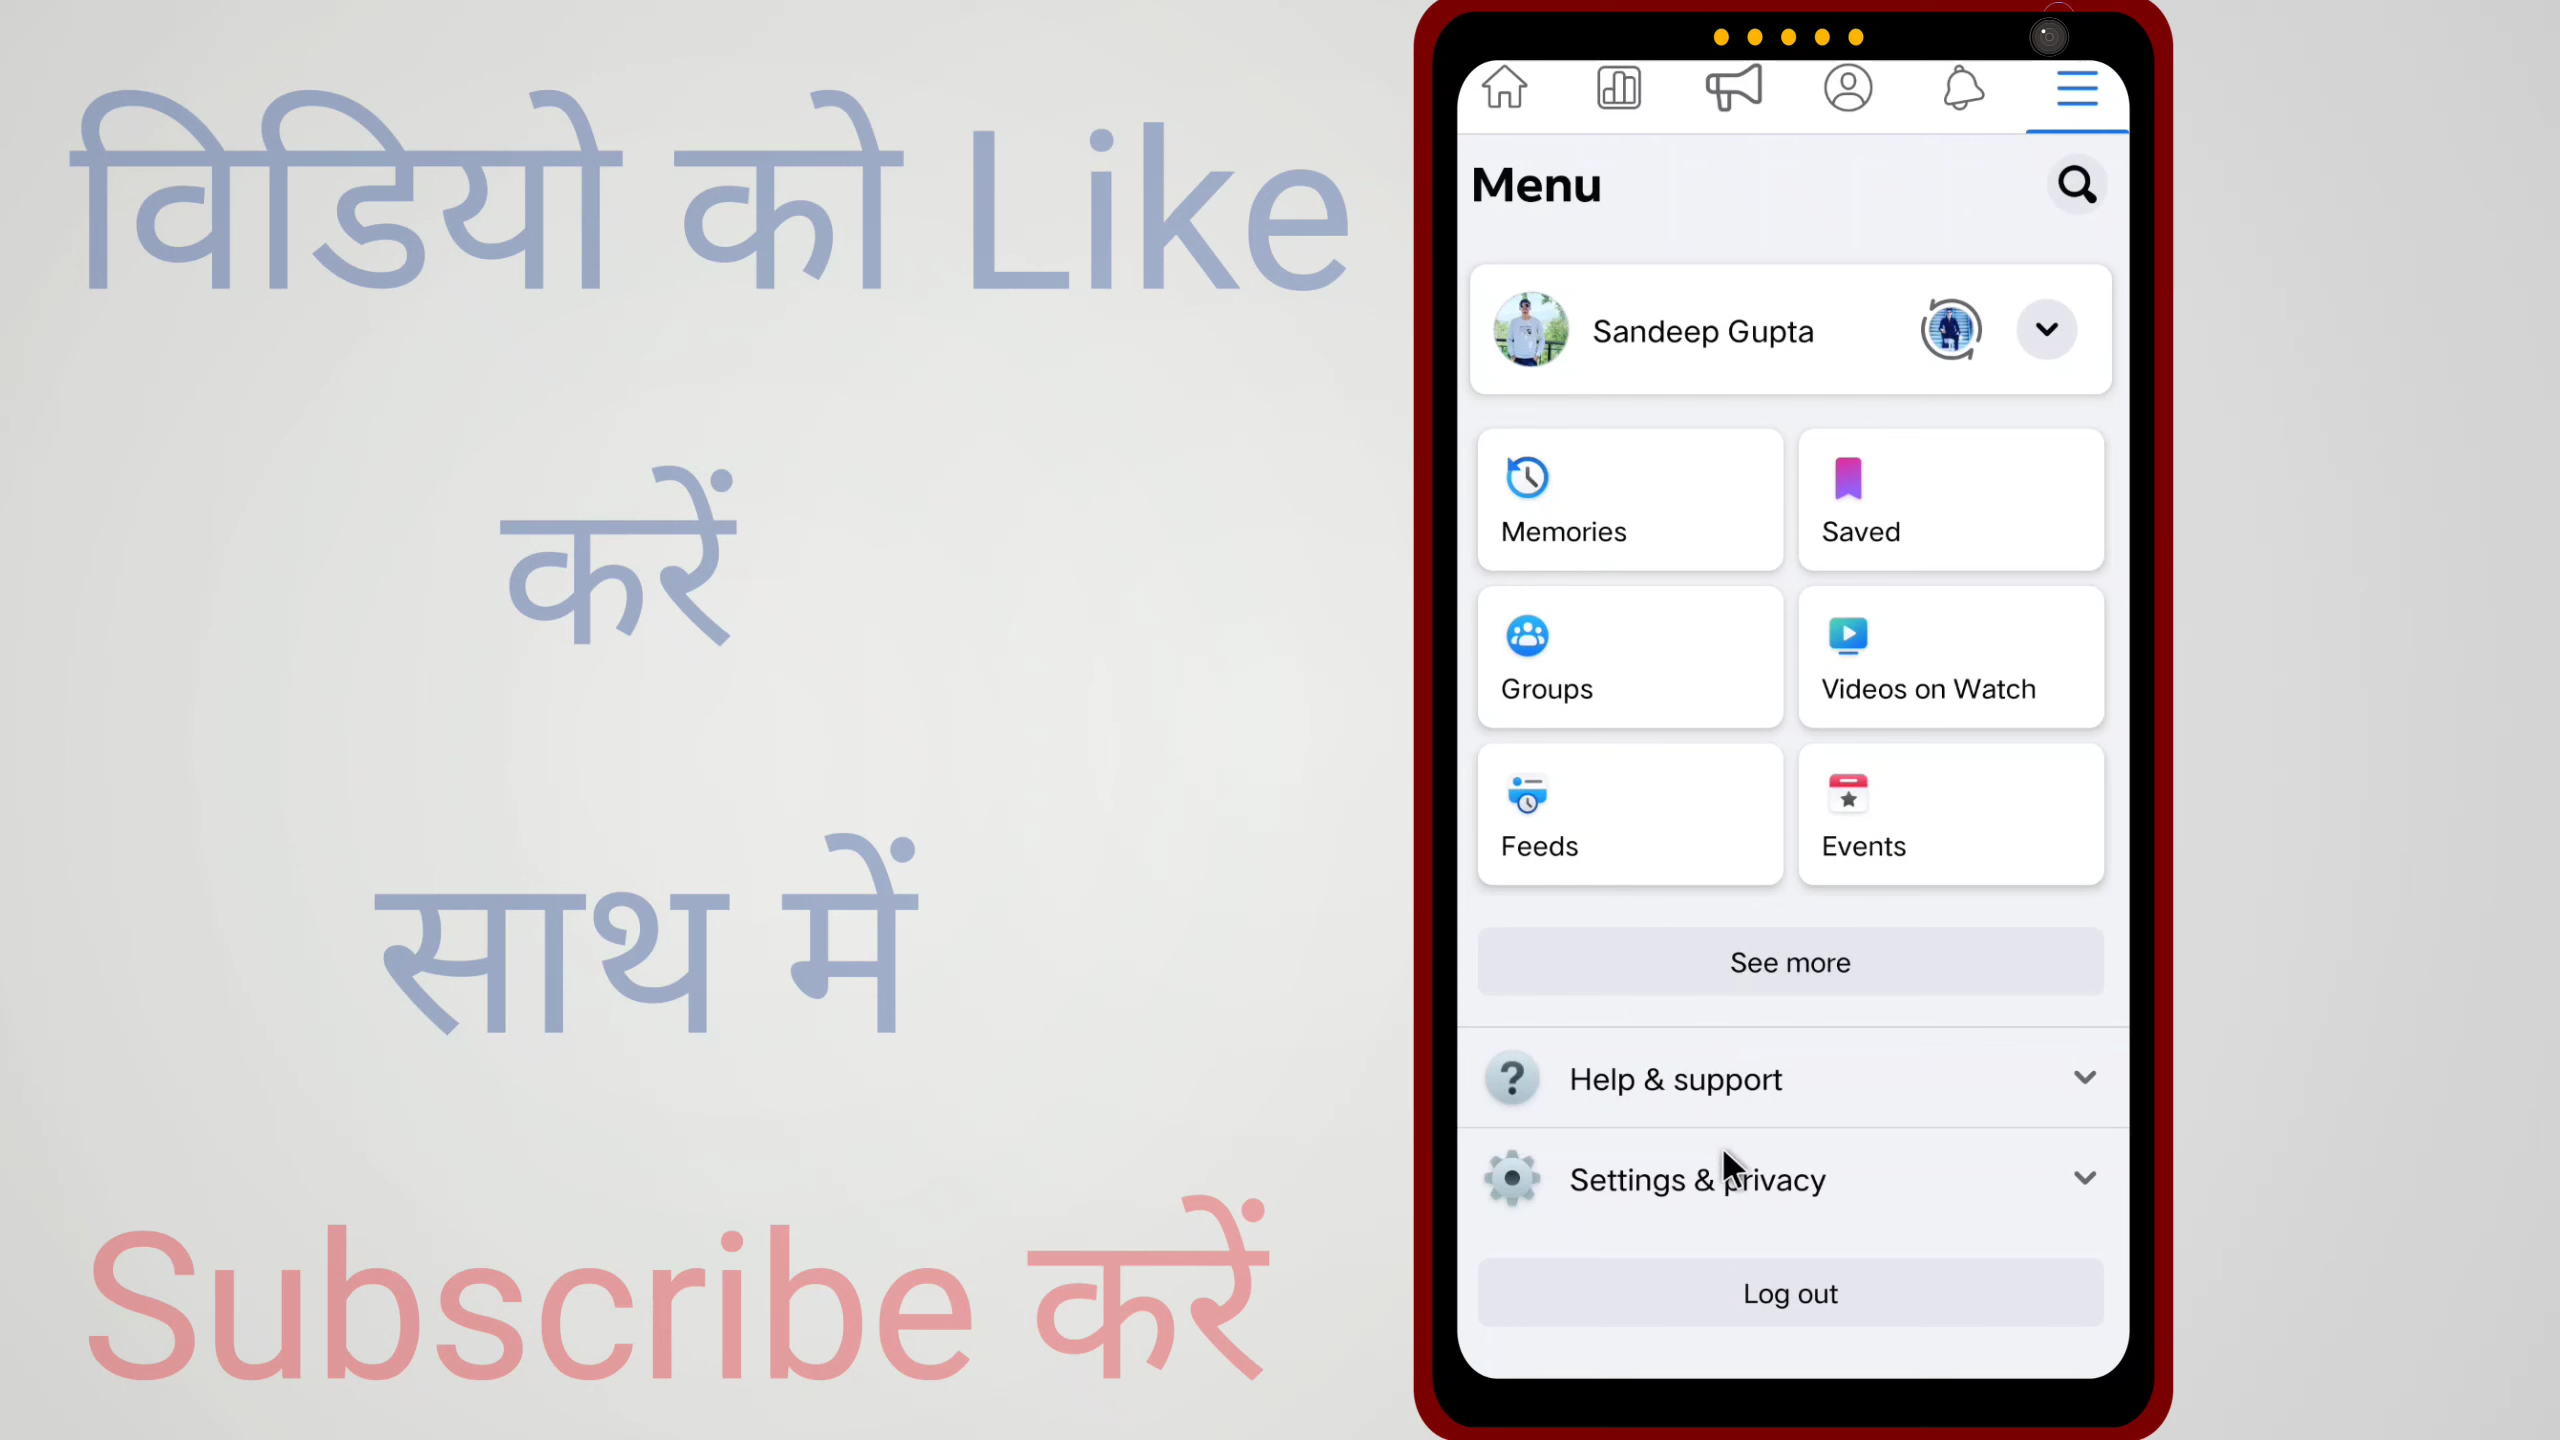 विडियो को Like
करें
साथ में
Subscribe करें
Menu
Sandeep Gupta
Memories
Saved
Groups
Videos on Watch
Feeds
Events
See more
Help & support
Settings & privacy
Log out